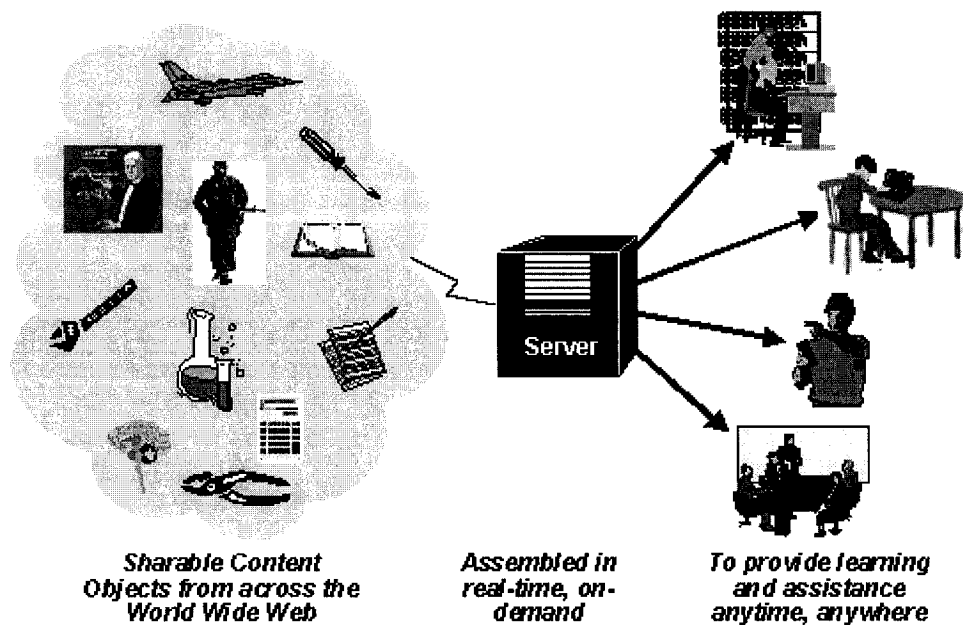 Server
Sharable Content
Objects from across the
World Wide Web
Assembled in
real-time, on-
demand
To provide learning
and assistance
anytime, anywhere